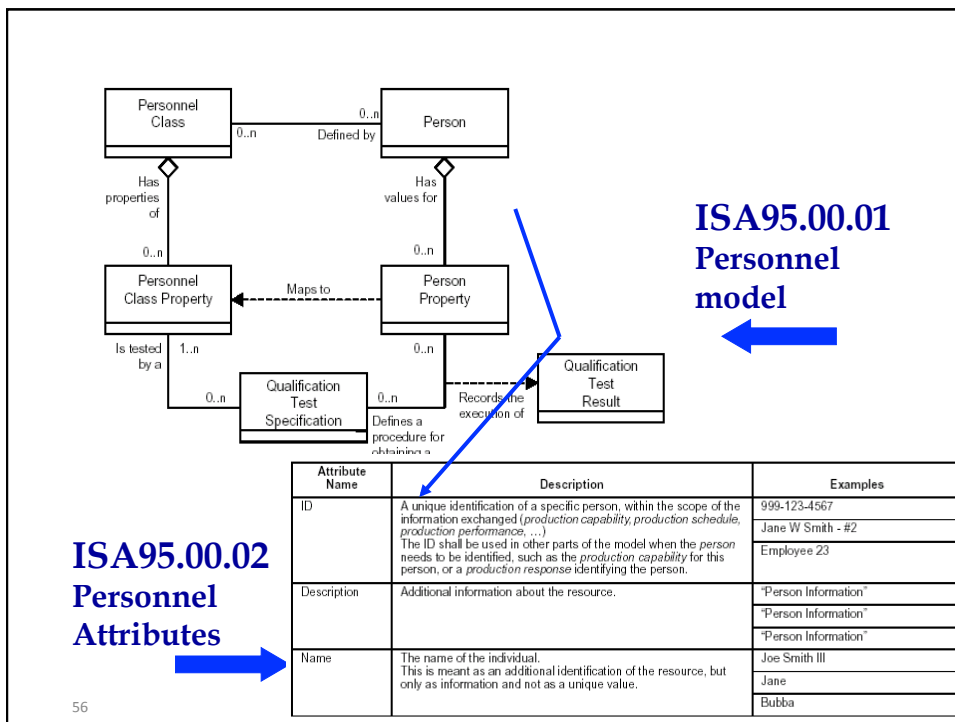 Personnel
Class
0..n
0..n
Defined by
Person
Has
properties
of
0..n
Has
values for
0..n
ISA95.00.01
Personnel
model
Personnel
Class Property
Maps to
Person
Property
Is tested
by a
1..n
0..n
0..n
Qualification
Test
Specification
0..n
Defines a
procedure for
obtaining a
Records the
execution of
Qualification
Test
Result
ISA95.00.02
Personnel
Attributes
Attribute
Name
Description
Examples
ID
A unique identification of a specific person, within the scope of the
information exchanged (production capability, production schedule,
production performance, …)
The ID shall be used in other parts of the model when the person
needs to be identified, such as the production capability for this
person, or a production response identifying the person.
999-123-4567
Jane W Smith - #2
Employee 23
Description
Additional information about the resource.
“Person Information”
“Person Information”
“Person Information”
Name
The name of the individual.
This is meant as an additional identification of the resource, but
only as information and not as a unique value.
Joe Smith III
Jane
Bubba
56